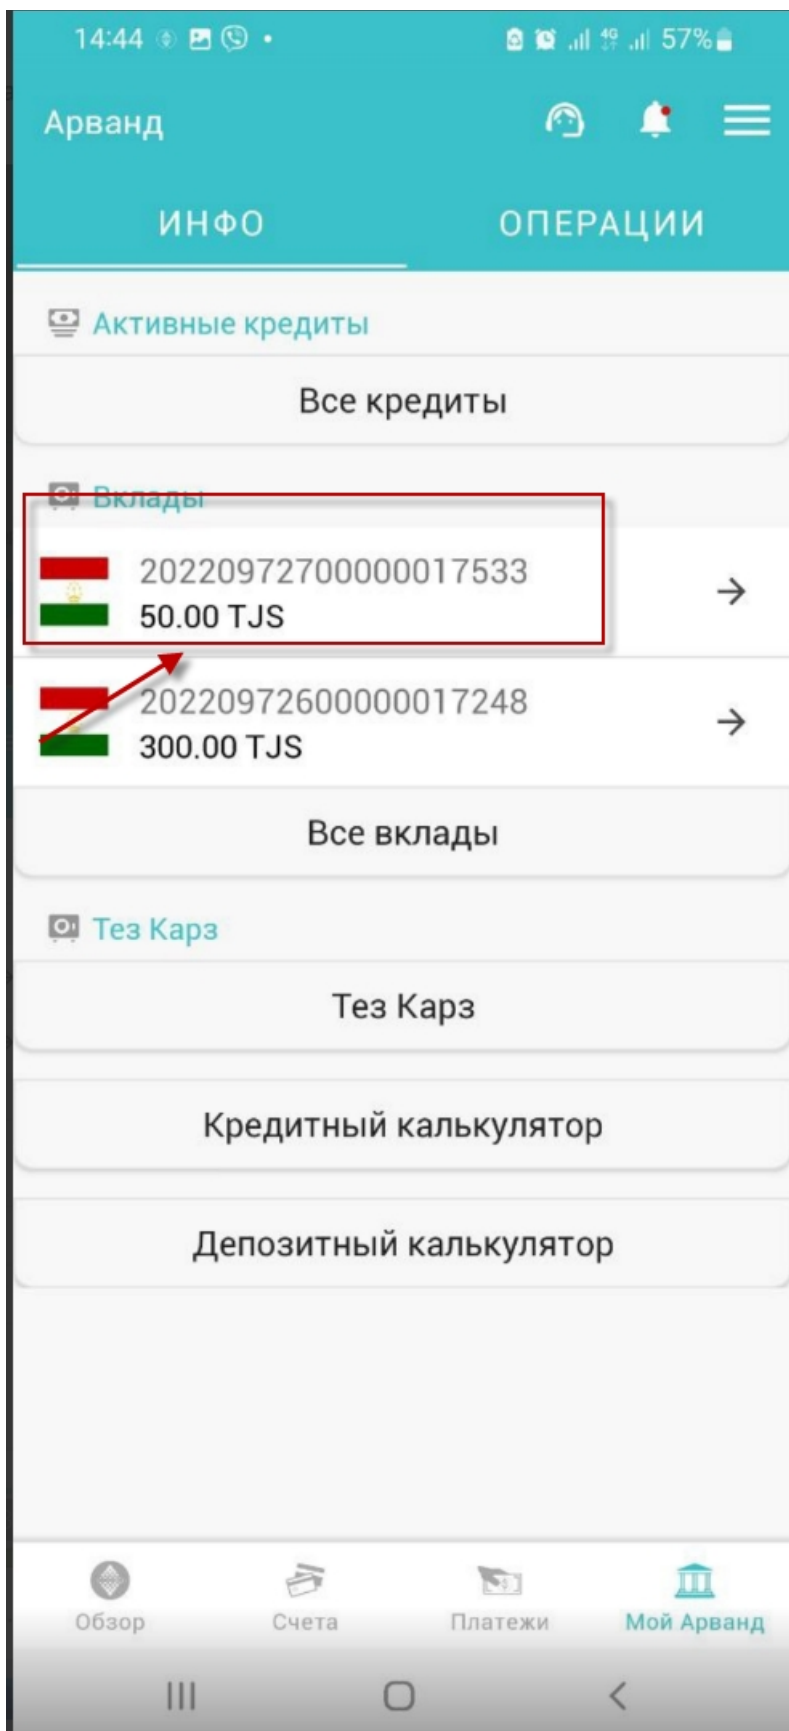 14:44
4G 57%
Арванд
ИНФО
ОПЕРАЦИИ
Активные кредиты
Все кредиты
Вклады
20220972700000017533
50.00 TJS
20220972600000017248
300.00 TJS
Все вклады
Тез Карз
Тез Карз
Кредитный калькулятор
Депозитный калькулятор
Обзор
Счета
Платежи
Мой Арванд